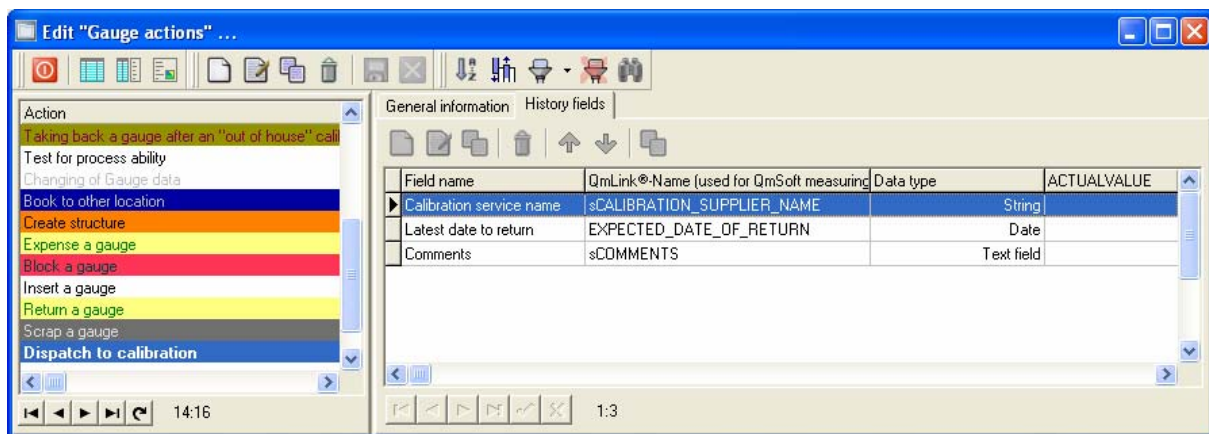 Edit "Gauge actions" ...
Action
Taking back a gauge after an "out of house" cali
Test for process ability
Changing of Gauge data
Book to other location
Create structure
Expense a gauge
Block a gauge
Insert a gauge
Return a gauge
Scrap a gauge
Dispatch to calibration
14:16
General information History fields
Field name QmLink®-Name (used for QmSoft measuring Data type ACTUALVALUE
Calibration service name sCALIBRATION_SUPPLIER_NAME String
Latest date to return EXPECTED_DATE_OF_RETURN Date
Comments sCOMMENTS Text field
1:3